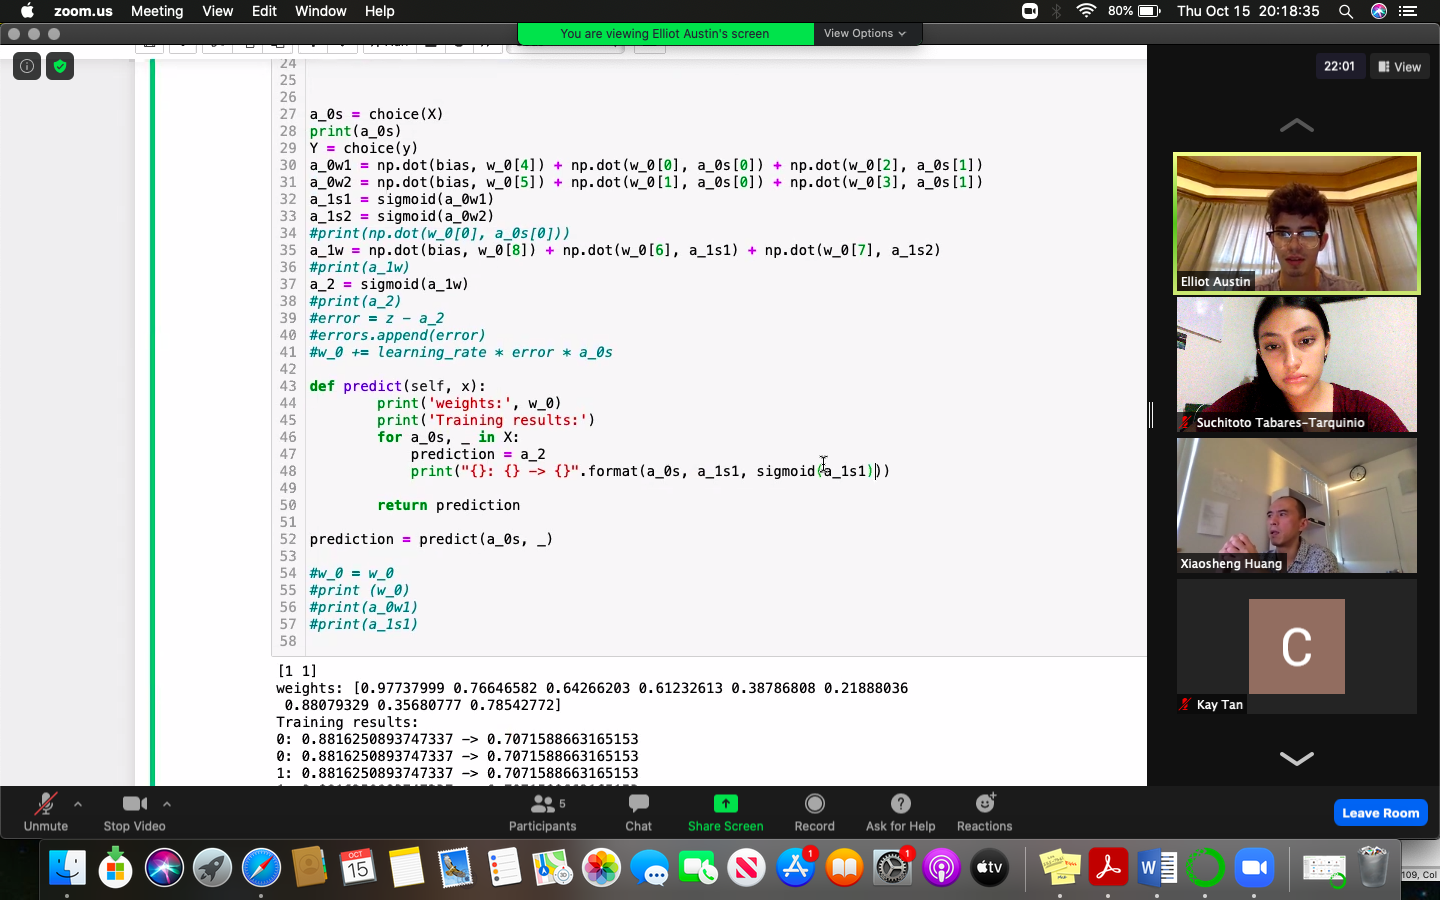 zoom.us Meeting View Edit Window Help
80% Thu Oct 15 20:18:35
You are viewing Elliot Austin's screen View Options
22:01 View
24
25
26
27 a_0s = choice(X)
28 print(a_0s)
29 Y = choice(y)
30 a_0w1 = np.dot(bias, w_0[4]) + np.dot(w_0[0], a_0s[0]) + np.dot(w_0[2], a_0s[1])
31 a_0w2 = np.dot(bias, w_0[5]) + np.dot(w_0[1], a_0s[0]) + np.dot(w_0[3], a_0s[1])
32 a_1s1 = sigmoid(a_0w1)
33 a_1s2 = sigmoid(a_0w2)
34 #print(np.dot(w_0[0], a_0s[0]))
35 a_1w = np.dot(bias, w_0[8]) + np.dot(w_0[6], a_1s1) + np.dot(w_0[7], a_1s2)
36 #print(a_1w)
37 a_2 = sigmoid(a_1w)
38 #print(a_2)
39 #error = z - a_2
40 #errors.append(error)
41 #w_0 += learning_rate * error * a_0s
42
43 def predict(self, x):
44 print('weights:', w_0)
45 print('Training results:')
46 for a_0s, _ in X:
47 prediction = a_2
48 print("{}: {} -> {}".format(a_0s, a_1s1, sigmoid(a_1s1)))
49
50 return prediction
51
52 prediction = predict(a_0s, _)
53
54 #w_0 = w_0
55 #print (w_0)
56 #print(a_0w1)
57 #print(a_1s1)
58
[1 1]
weights: [0.97737999 0.76646582 0.64266203 0.61232613 0.38786808 0.21888036
0.88079329 0.35680777 0.78542772]
Training results:
0: 0.8816250893747337 -> 0.7071588663165153
0: 0.8816250893747337 -> 0.7071588663165153
1: 0.8816250893747337 -> 0.7071588663165153
Elliot Austin
Suchitoto Tabares-Tarquinio
Xiaosheng Huang
C
Kay Tan
Unmute Stop Video Participants 5 Chat Share Screen Record Ask for Help Reactions Leave Room
OCT
15
1
1
tv
W
109, Col